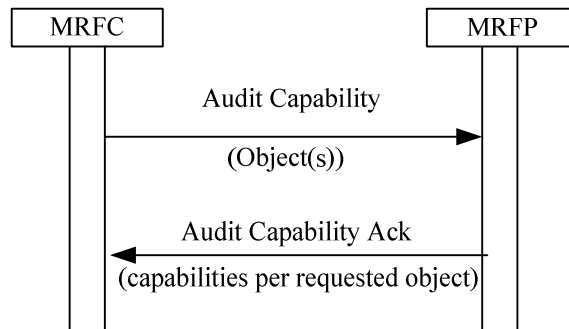 MRFC
MRFP
Audit Capability
(Object(s))
Audit Capability Ack
(capabilities per requested object)